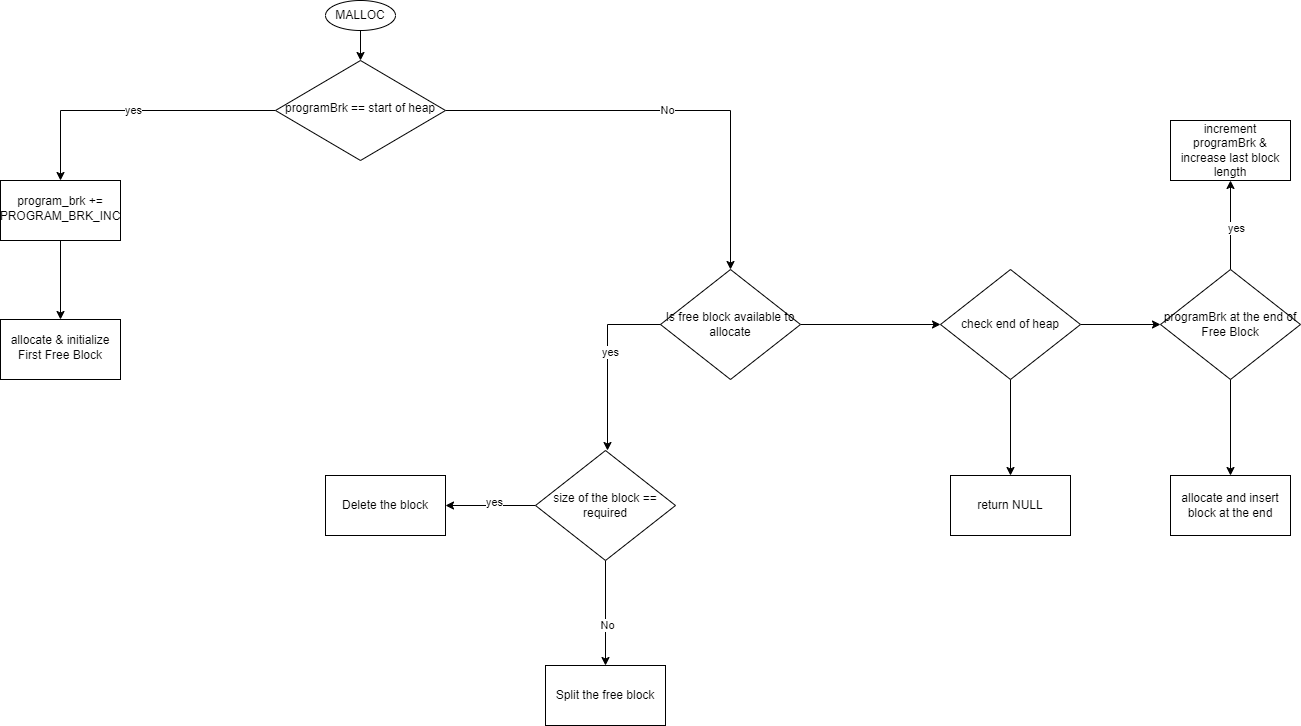 MALLOC
programBrk == start of heap
yes
No
program_brk +=
PROGRAM_BRK_INC
allocate & initialize
First Free Block
increment
programBrk &
increase last block
length
yes
Is free block available to
allocate
check end of heap
programBrk at the end of
Free Block
yes
Delete the block
yes
size of the block ==
required
return NULL
allocate and insert
block at the end
No
Split the free block